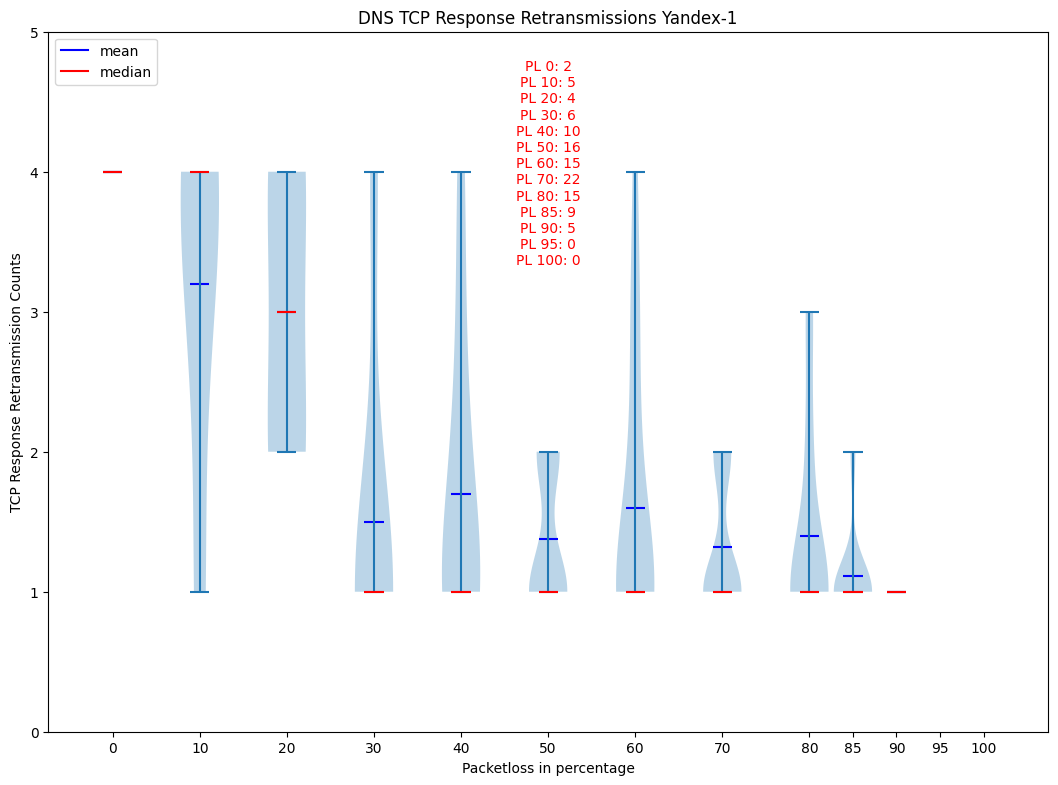 DNS TCP Response Retransmissions Yandex-1
mean
median
PL 0: 2
PL 10: 5
PL 20: 4
PL 30: 6
PL 40: 10
PL 50: 16
PL 60: 15
PL 70: 22
PL 80: 15
PL 85: 9
PL 90: 5
PL 95: 0
PL 100: 0
TCP Response Retransmission Counts
5
4
3
2
1
0
0 10 20 30 40 50 60 70 80 85 90 95 100
Packetloss in percentage